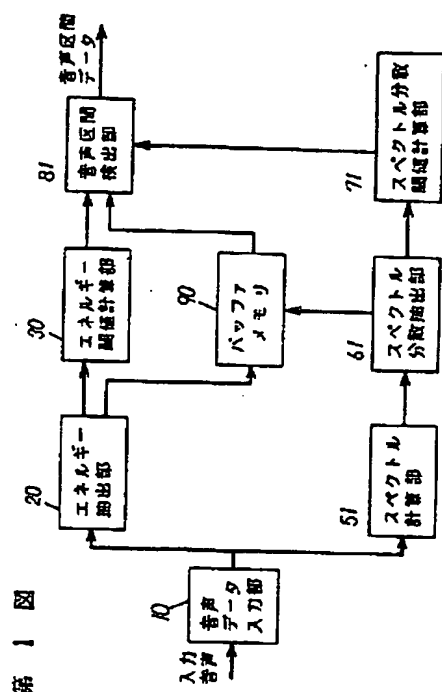 第 1 図
入力
音声
10
音声
データ
入力部
20
エネルギー
抽出部
30
エネルギー
閾値計算部
81
音声区間
検出部
音声区間
データ
90
バッファ
メモリ
51
スペクトル
計算部
61
スペクトル
分散抽出部
71
スペクトル分散
閾値計算部